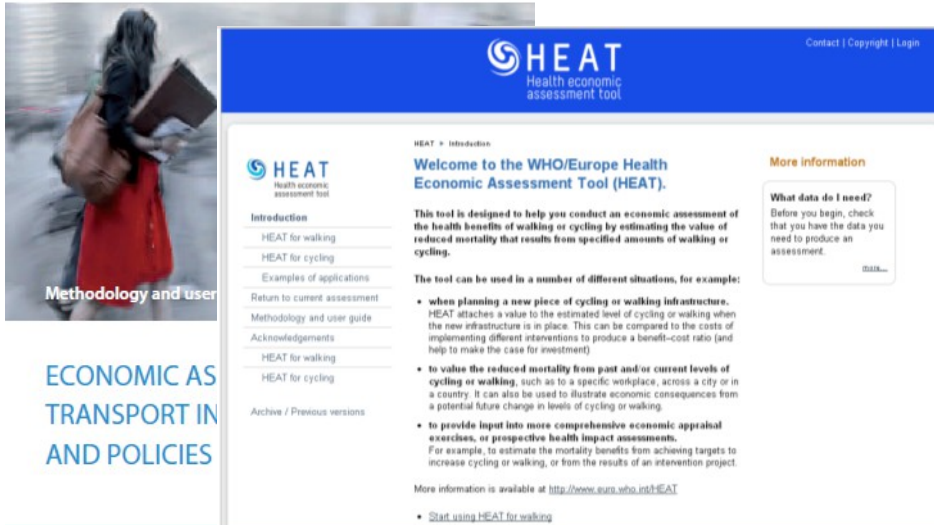 Methodology and user
ECONOMIC AS
TRANSPORT IN
AND POLICIES
HEAT
Health economic
assessment tool
Contact | Copyright | Login
HEAT
Health economic
assessment tool
Introduction
HEAT for walking
HEAT for cycling
Examples of applications
Return to current assessment
Methodology and user guide
Acknowledgements
HEAT for walking
HEAT for cycling
Archive / Previous versions
HEAT > Introduction
Welcome to the WHO/Europe Health
Economic Assessment Tool (HEAT).
This tool is designed to help you conduct an economic assessment of
the health benefits of walking or cycling by estimating the value of
reduced mortality that results from specified amounts of walking or
cycling.
The tool can be used in a number of different situations, for example:
• when planning a new piece of cycling or walking infrastructure.
HEAT attaches a value to the estimated level of cycling or walking when
the new infrastructure is in place. This can be compared to the costs of
implementing different interventions to produce a benefit–cost ratio (and
help to make the case for investment)
• to value the reduced mortality from past and/or current levels of
cycling or walking, such as to a specific workplace, across a city or in
a country. It can also be used to illustrate economic consequences from
a potential future change in levels of cycling or walking.
• to provide input into more comprehensive economic appraisal
exercises, or prospective health impact assessments.
For example, to estimate the mortality benefits from achieving targets to
increase cycling or walking, or from the results of an intervention project.
More information is available at http://www.euro.who.int/HEAT
• Start using HEAT for walking
More information
What data do I need?
Before you begin, check
that you have the data you
need to produce an
assessment.
more...